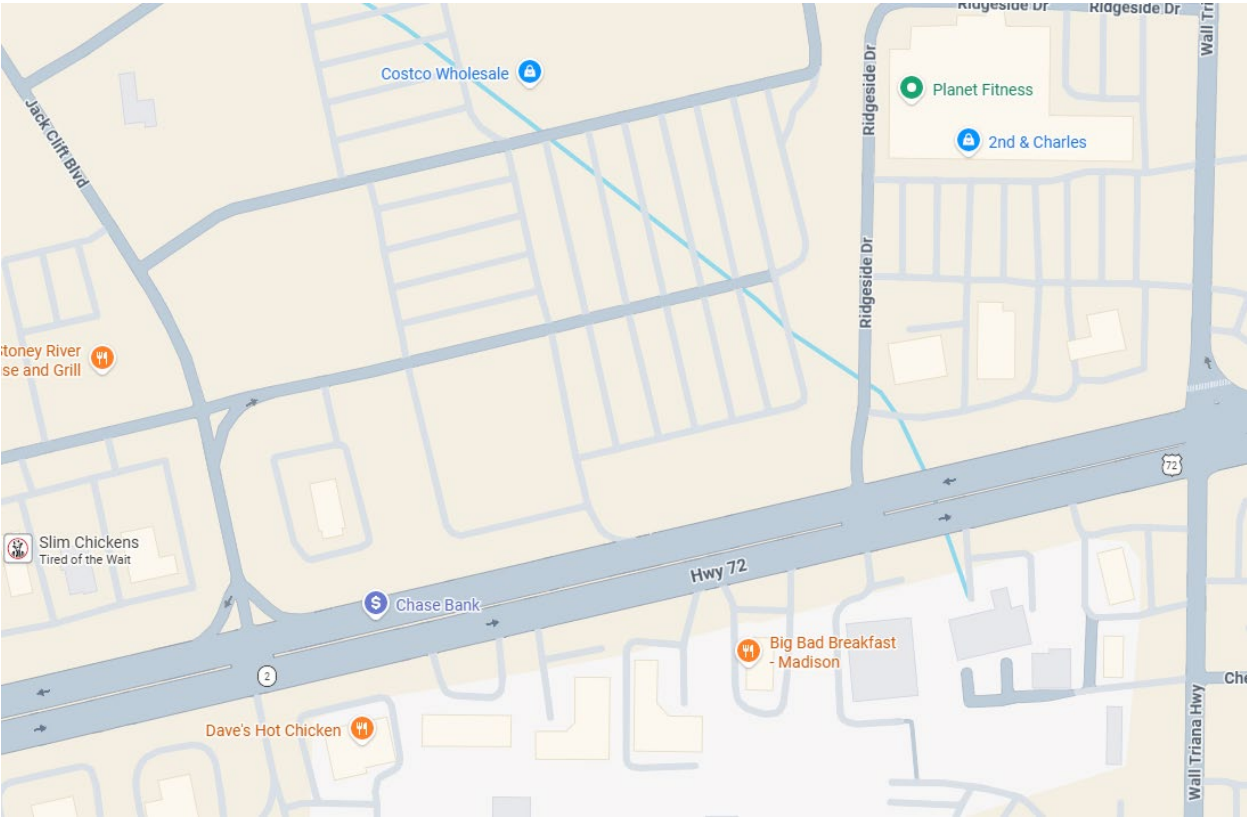 Ridgeside Dr
Ridgeside Dr
Wall Tri
Costco Wholesale
Planet Fitness
Ridgeside Dr
2nd & Charles
Jack Clift Blvd
Ridgeside Dr
Stoney River
se and Grill
72
Slim Chickens
Tired of the Wait
Hwy 72
Chase Bank
Big Bad Breakfast
- Madison
2
Che
Dave's Hot Chicken
Wall Triana Hwy